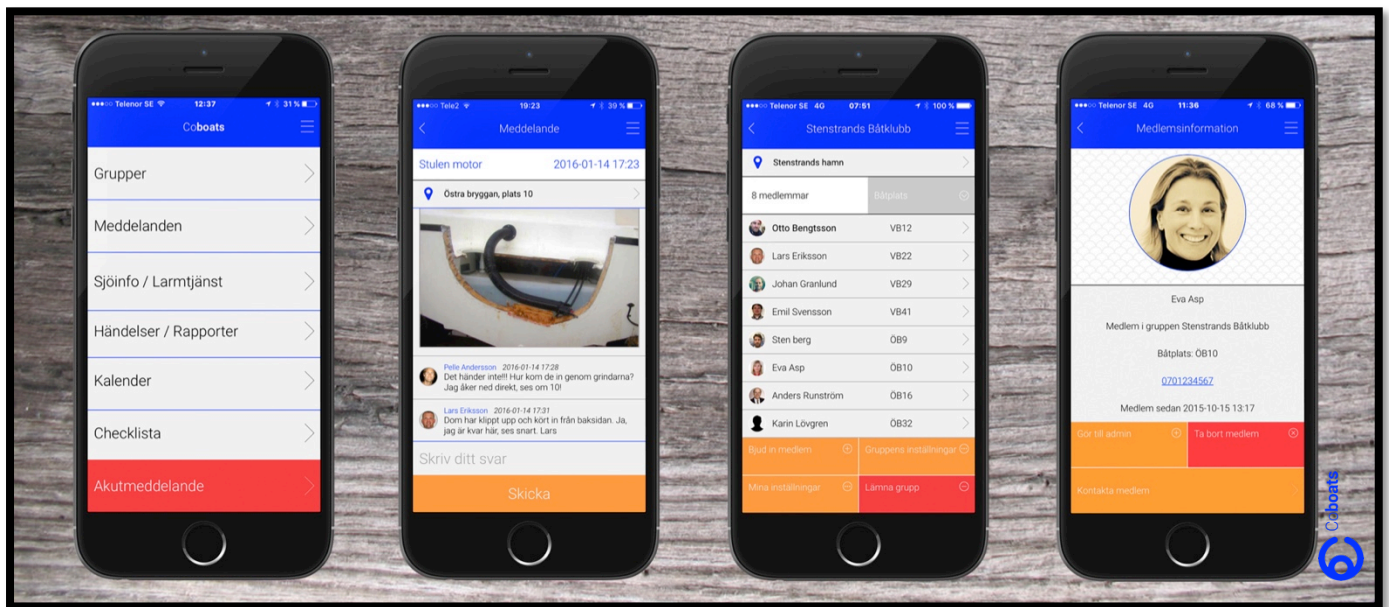 Telenor SE 12:37 31 %
Coboats
Grupper
Meddelanden
Sjöinfo / Larmtjänst
Händelser / Rapporter
Kalender
Checklista
Akutmeddelande
Tele2 19:23 39 %
Meddelande
Stulen motor 2016-01-14 17:23
Östra bryggan, plats 10
Pelle Andersson 2016-01-14 17:28
Det händer inte!!! Hur kom de in genom grindarna?
Jag åker ned direkt, ses om 10!
Lars Eriksson 2016-01-14 17:31
Dom har klippt upp och kört in från baksidan. Ja,
jag är kvar här, ses snart. Lars
Skriv ditt svar
Skicka
Telenor SE 4G 07:51 100 %
Stenstrands Båtklubb
Stenstrands hamn
8 medlemmar Båtplats
Otto Bengtsson VB12
Lars Eriksson VB22
Johan Granlund VB29
Emil Svensson VB41
Sten berg ÖB9
Eva Asp ÖB10
Anders Runström ÖB16
Karin Lövgren ÖB32
Bjud in medlem Gruppens inställningar
Mina inställningar Lämna grupp
Telenor SE 4G 11:36 68 %
Medlemsinformation
Eva Asp
Medlem i gruppen Stenstrands Båtklubb
Båtplats: ÖB10
0701234567
Medlem sedan 2015-10-15 13:17
Gör till admin Ta bort medlem
Kontakta medlem
Coboats